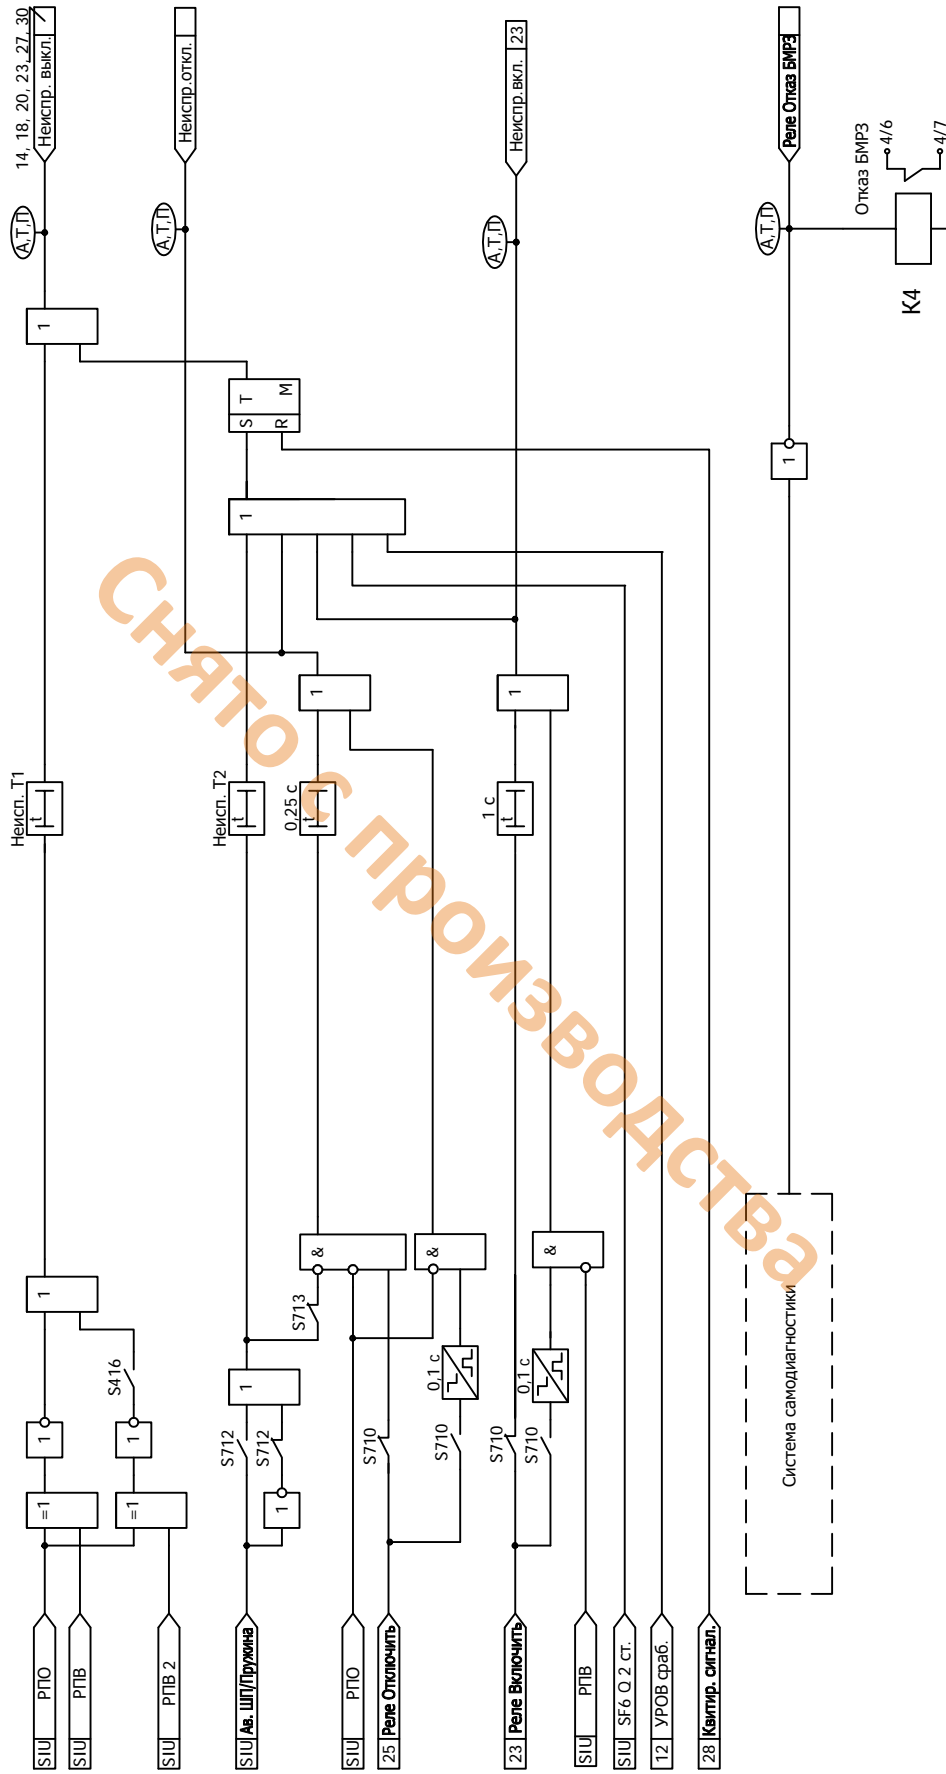 14, 18, 20, 23, 27, 30
Неиспр. выкл.
А,Т,П
1
Неисп. Т1
t
1
S416
1
1
=1
=1
SIU РПО
SIU РПВ
SIU РПВ 2
Неиспр.откл.
А,Т,П
S T
R M
1
Неисп. Т2
t
0,25 с
t
1
&
&
S713
1
S712
S712
1
S710
0,1 с
S710
SIU Ав. ШП/Пружина
SIU РПО
25 Реле Отключить
Неиспр.вкл. 23
А,Т,П
1
1 с
t
&
0,1 с
S710
S710
23 Реле Включить
SIU РПВ
SIU SF6 Q 2 ст.
12 УРОВ сраб.
28 Квитир. сигнал.
Реле Отказ БМРЗ
А,Т,П
Отказ БМРЗ
4/6
4/7
К4
1
Система самодиагностики
Снято с производства